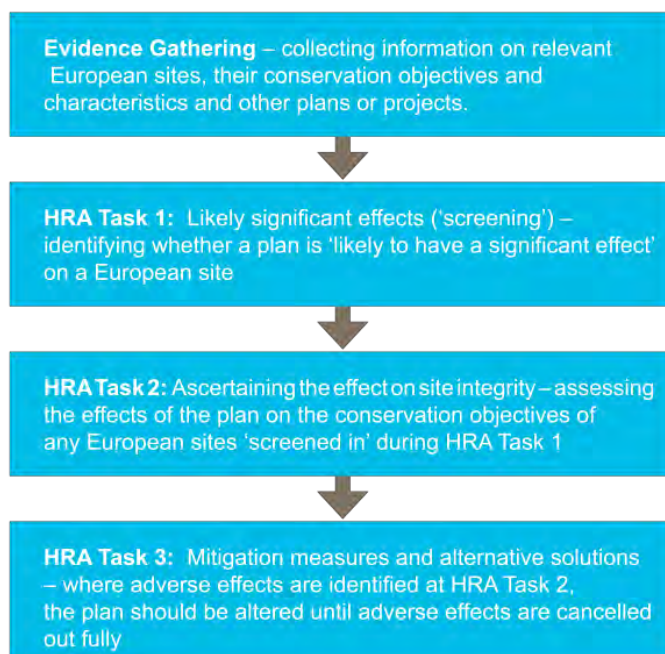 Evidence Gathering – collecting information on relevant
European sites, their conservation objectives and
characteristics and other plans or projects.
HRA Task 1: Likely significant effects (‘screening’) –
identifying whether a plan is ‘likely to have a significant effect’
on a European site
HRA Task 2: Ascertaining the effect on site integrity – assessing
the effects of the plan on the conservation objectives of
any European sites ‘screened in’ during HRA Task 1
HRA Task 3: Mitigation measures and alternative solutions
– where adverse effects are identified at HRA Task 2,
the plan should be altered until adverse effects are cancelled
out fully